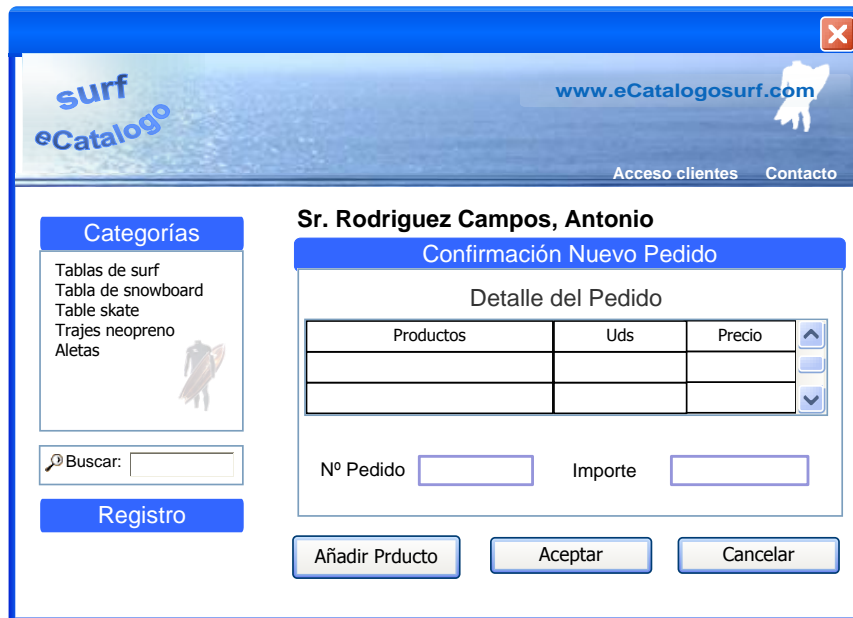 surf
eCatalogo
www.eCatalogosurf.com
Acceso clientes Contacto
Categorías
Tablas de surf
Tabla de snowboard
Table skate
Trajes neopreno
Aletas
Buscar:
Registro
Sr. Rodriguez Campos, Antonio
Confirmación Nuevo Pedido
Detalle del Pedido
Productos Uds Precio
Nº Pedido Importe
Añadir Prducto Aceptar Cancelar